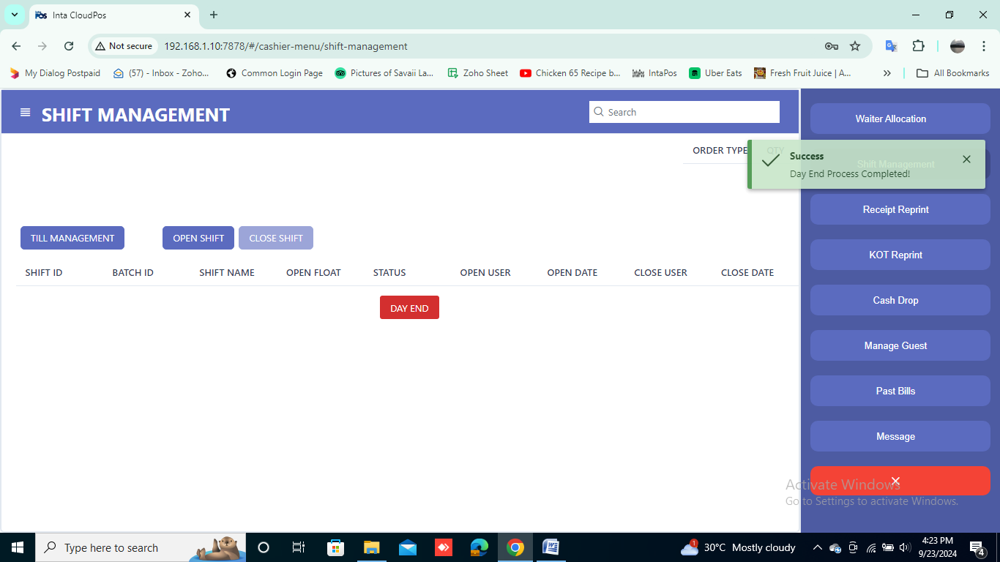 Inta CloudPos
Not secure
192.168.1.10:7878/#/cashier-menu/shift-management
My Dialog Postpaid
(57) - Inbox - Zoho...
Common Login Page
Pictures of Savaii La...
Zoho Sheet
Chicken 65 Recipe b...
IntaPos
Uber Eats
Fresh Fruit Juice | A...
All Bookmarks
SHIFT MANAGEMENT
Search
ORDER TYPE
QTY
Success
Day End Process Completed!
Waiter Allocation
Shift Management
Receipt Reprint
KOT Reprint
Cash Drop
Manage Guest
Past Bills
Message
TILL MANAGEMENT
OPEN SHIFT
CLOSE SHIFT
SHIFT ID BATCH ID SHIFT NAME OPEN FLOAT STATUS OPEN USER OPEN DATE CLOSE USER CLOSE DATE
DAY END
Activate Windows
Go to Settings to activate Windows.
Type here to search
1
30°C Mostly cloudy
4:23 PM
9/23/2024
4